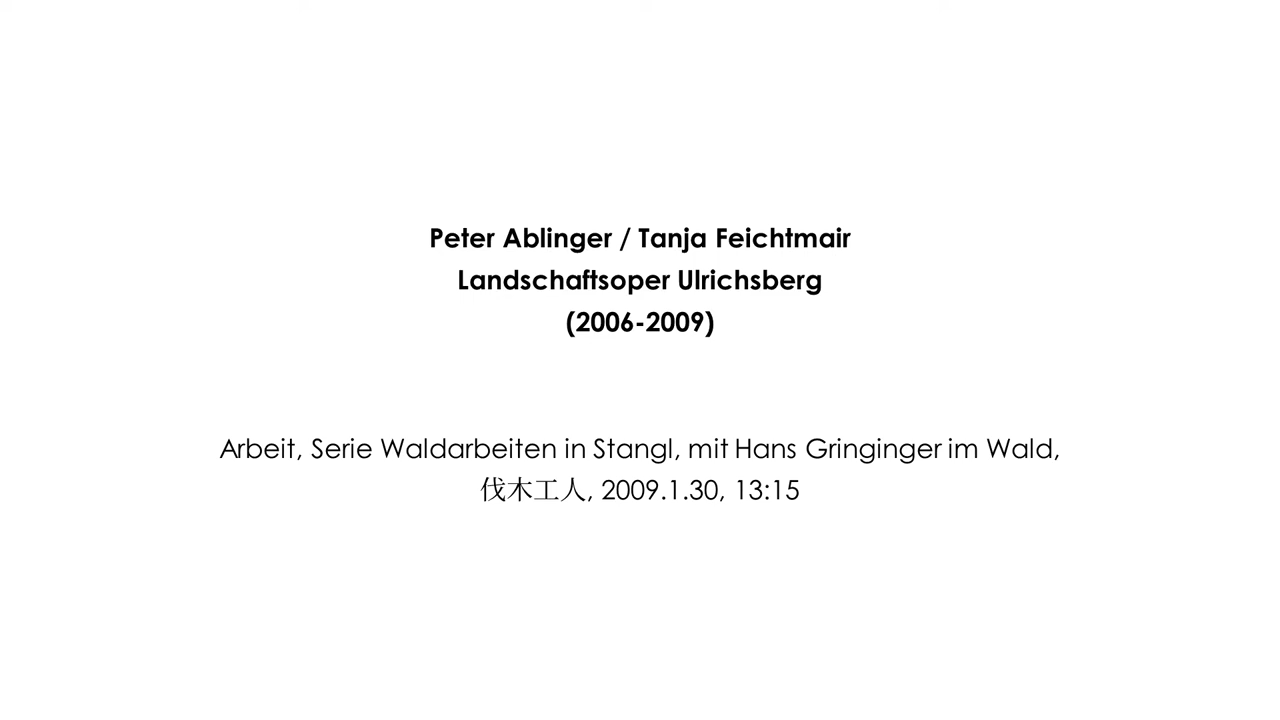 Peter Ablinger / Tanja Feichtmair
Landschaftsoper Ulrichsberg
(2006-2009)
Arbeit, Serie Waldarbeiten in Stangl, mit Hans Gringinger im Wald,
伐木工人, 2009.1.30, 13:15